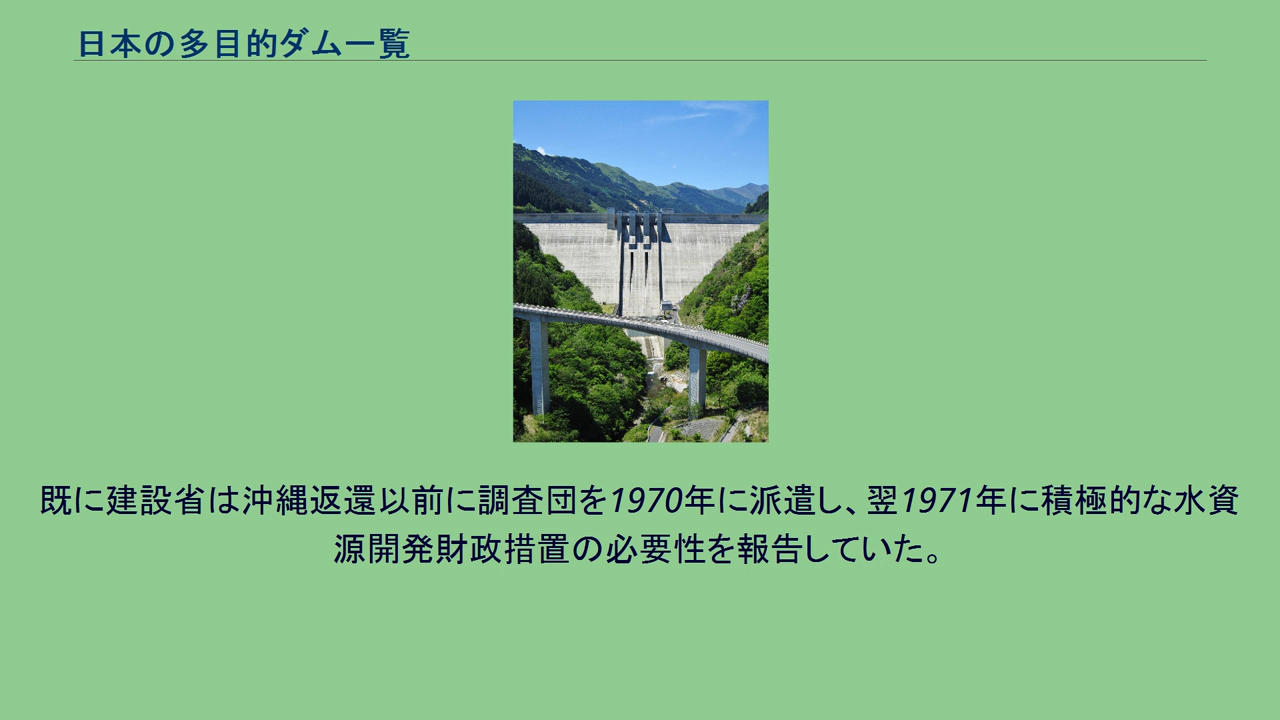 日本の多目的ダム一覧
既に建設省は沖縄返還以前に調査団を1970年に派遣し、翌1971年に積極的な水資
源開発財政措置の必要性を報告していた。